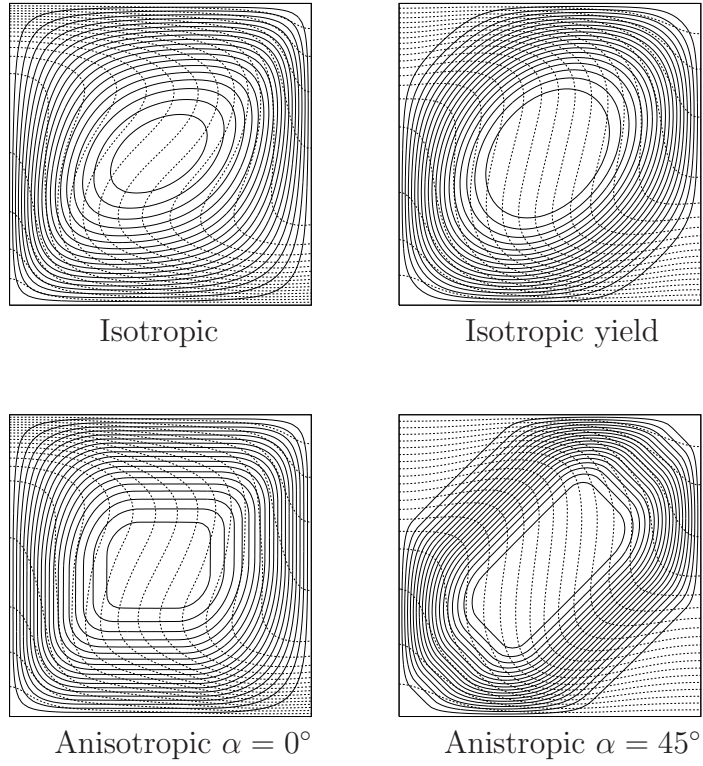 Isotropic
Isotropic yield
Anisotropic α = 0°
Anistropic α = 45°